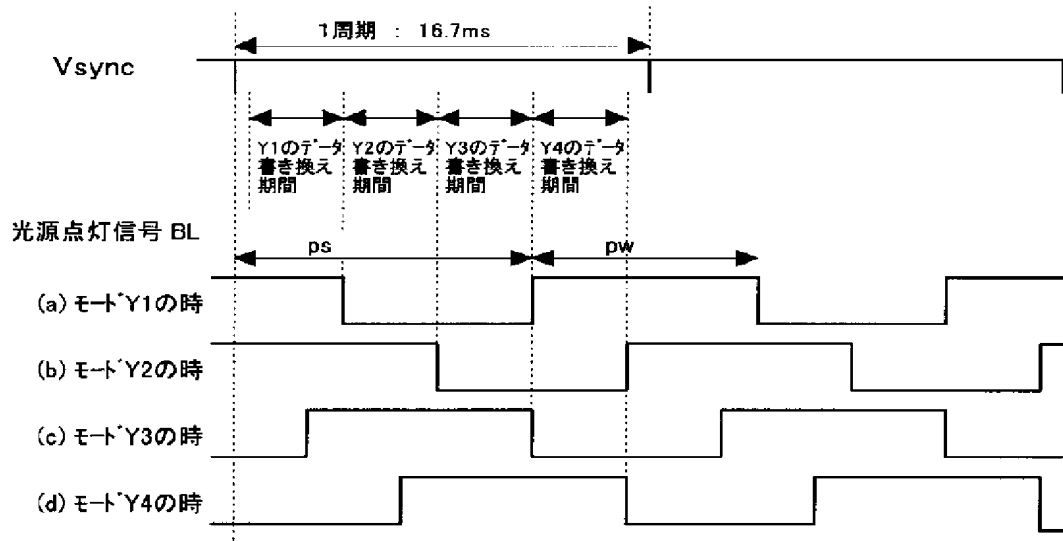 1周期 : 16.7ms
Vsync
Y1のデータ
書き換え
期間
Y2のデータ
書き換え
期間
Y3のデータ
書き換え
期間
Y4のデータ
書き換え
期間
光源点灯信号 BL
ps
pw
(a) モードY1の時
(b) モードY2の時
(c) モードY3の時
(d) モードY4の時